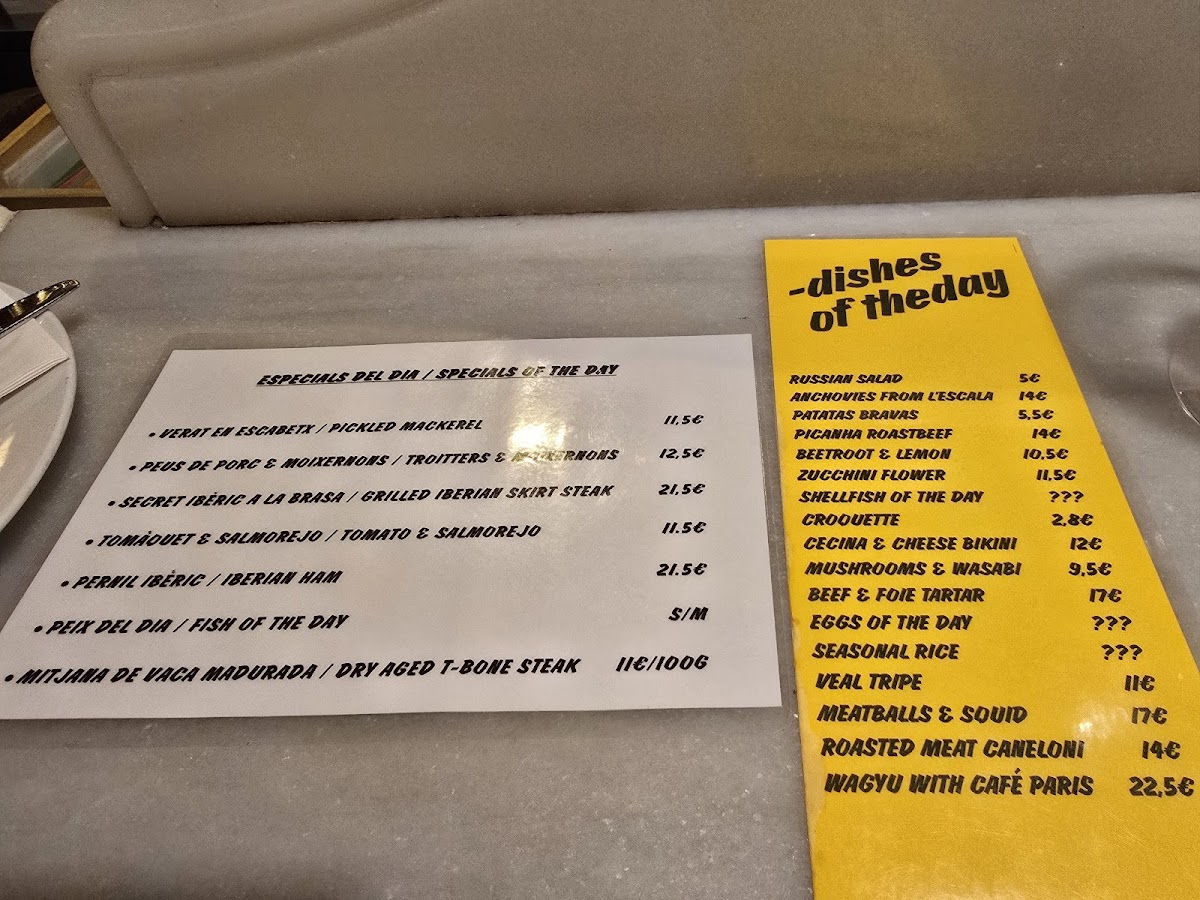 ESPECIALS DEL DIA / SPECIALS OF THE DAY
• VERAT EN ESCABETX / PICKLED MACKEREL 11,5€
• PEUS DE PORC & MOIXERNONS / TROITTERS & MOIXERNONS 12,5€
• SECRET IBÈRIC A LA BRASA / GRILLED IBERIAN SKIRT STEAK 21.5€
• TOMÀQUET & SALMOREJO / TOMATO & SALMOREJO 11.5€
• PERNIL IBÈRIC / IBERIAN HAM 21.5€
• PEIX DEL DIA / FISH OF THE DAY S/M
• MITJANA DE VACA MADURADA / DRY AGED T-BONE STEAK 11€/100G
-dishes
of theday
RUSSIAN SALAD 5€
ANCHOVIES FROM L'ESCALA 14€
PATATAS BRAVAS 5,5€
PICANHA ROASTBEEF 14€
BEETROOT & LEMON 10,5€
ZUCCHINI FLOWER 11,5€
SHELLFISH OF THE DAY ???
CROQUETTE 2,8€
CECINA & CHEESE BIKINI 12€
MUSHROOMS & WASABI 9,5€
BEEF & FOIE TARTAR 17€
EGGS OF THE DAY ???
SEASONAL RICE ???
VEAL TRIPE 11€
MEATBALLS & SQUID 17€
ROASTED MEAT CANELONI 14€
WAGYU WITH CAFÉ PARIS 22,5€